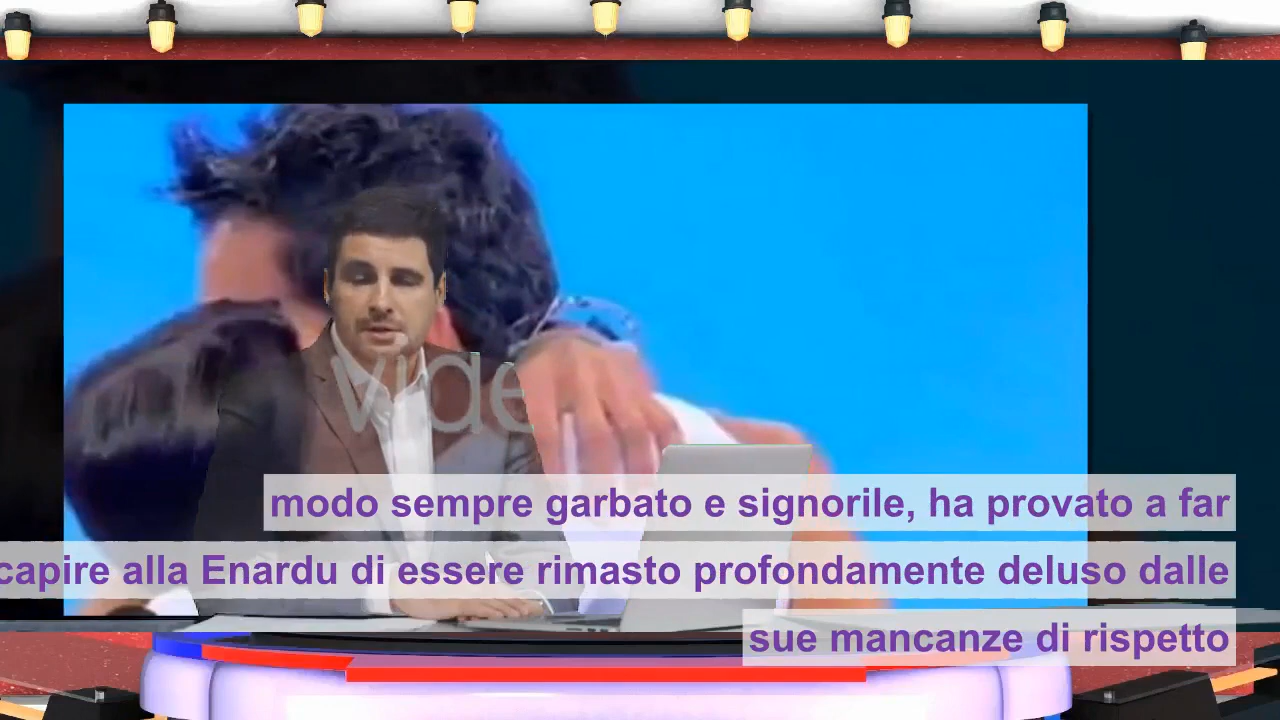 vide
modo sempre garbato e signorile, ha provato a far
capire alla Enardu di essere rimasto profondamente deluso dalle
sue mancanze di rispetto